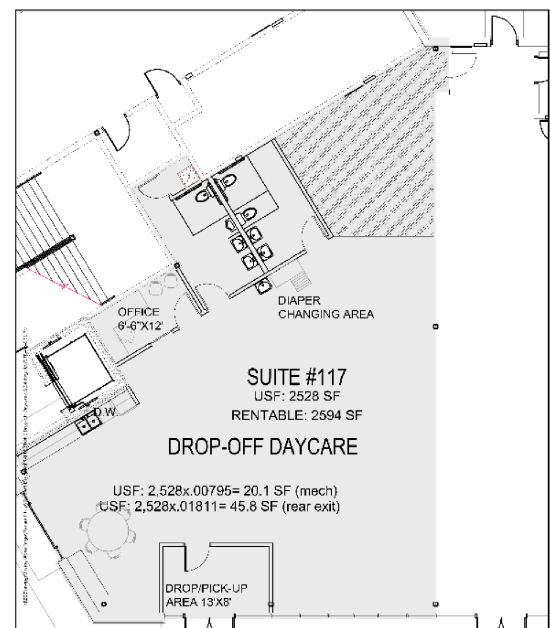 OFFICE
6'-6"X12'
DIAPER
CHANGING AREA
SUITE #117
USF: 2528 SF
RENTABLE: 2594 SF
D.W.
DROP-OFF DAYCARE
USF: 2,528x.00795= 20.1 SF (mech)
USF: 2,528x.01811= 45.8 SF (rear exit)
DROP/PICK-UP
AREA 13'X8'